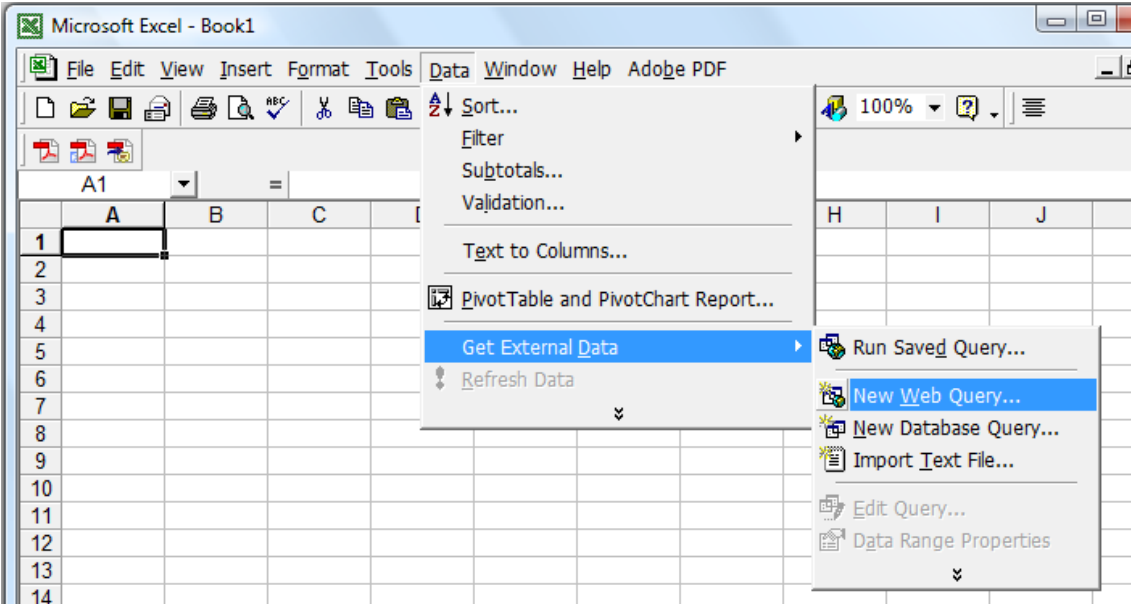 Microsoft Excel - Book1
File Edit View Insert Format Tools Data Window Help Adobe PDF
100%
A1 =
Sort...
Filter
Subtotals...
Validation...
Text to Columns...
PivotTable and PivotChart Report...
Get External Data
Refresh Data
Run Saved Query...
New Web Query...
New Database Query...
Import Text File...
Edit Query...
Data Range Properties
A B C H I J
1
2
3
4
5
6
7
8
9
10
11
12
13
14